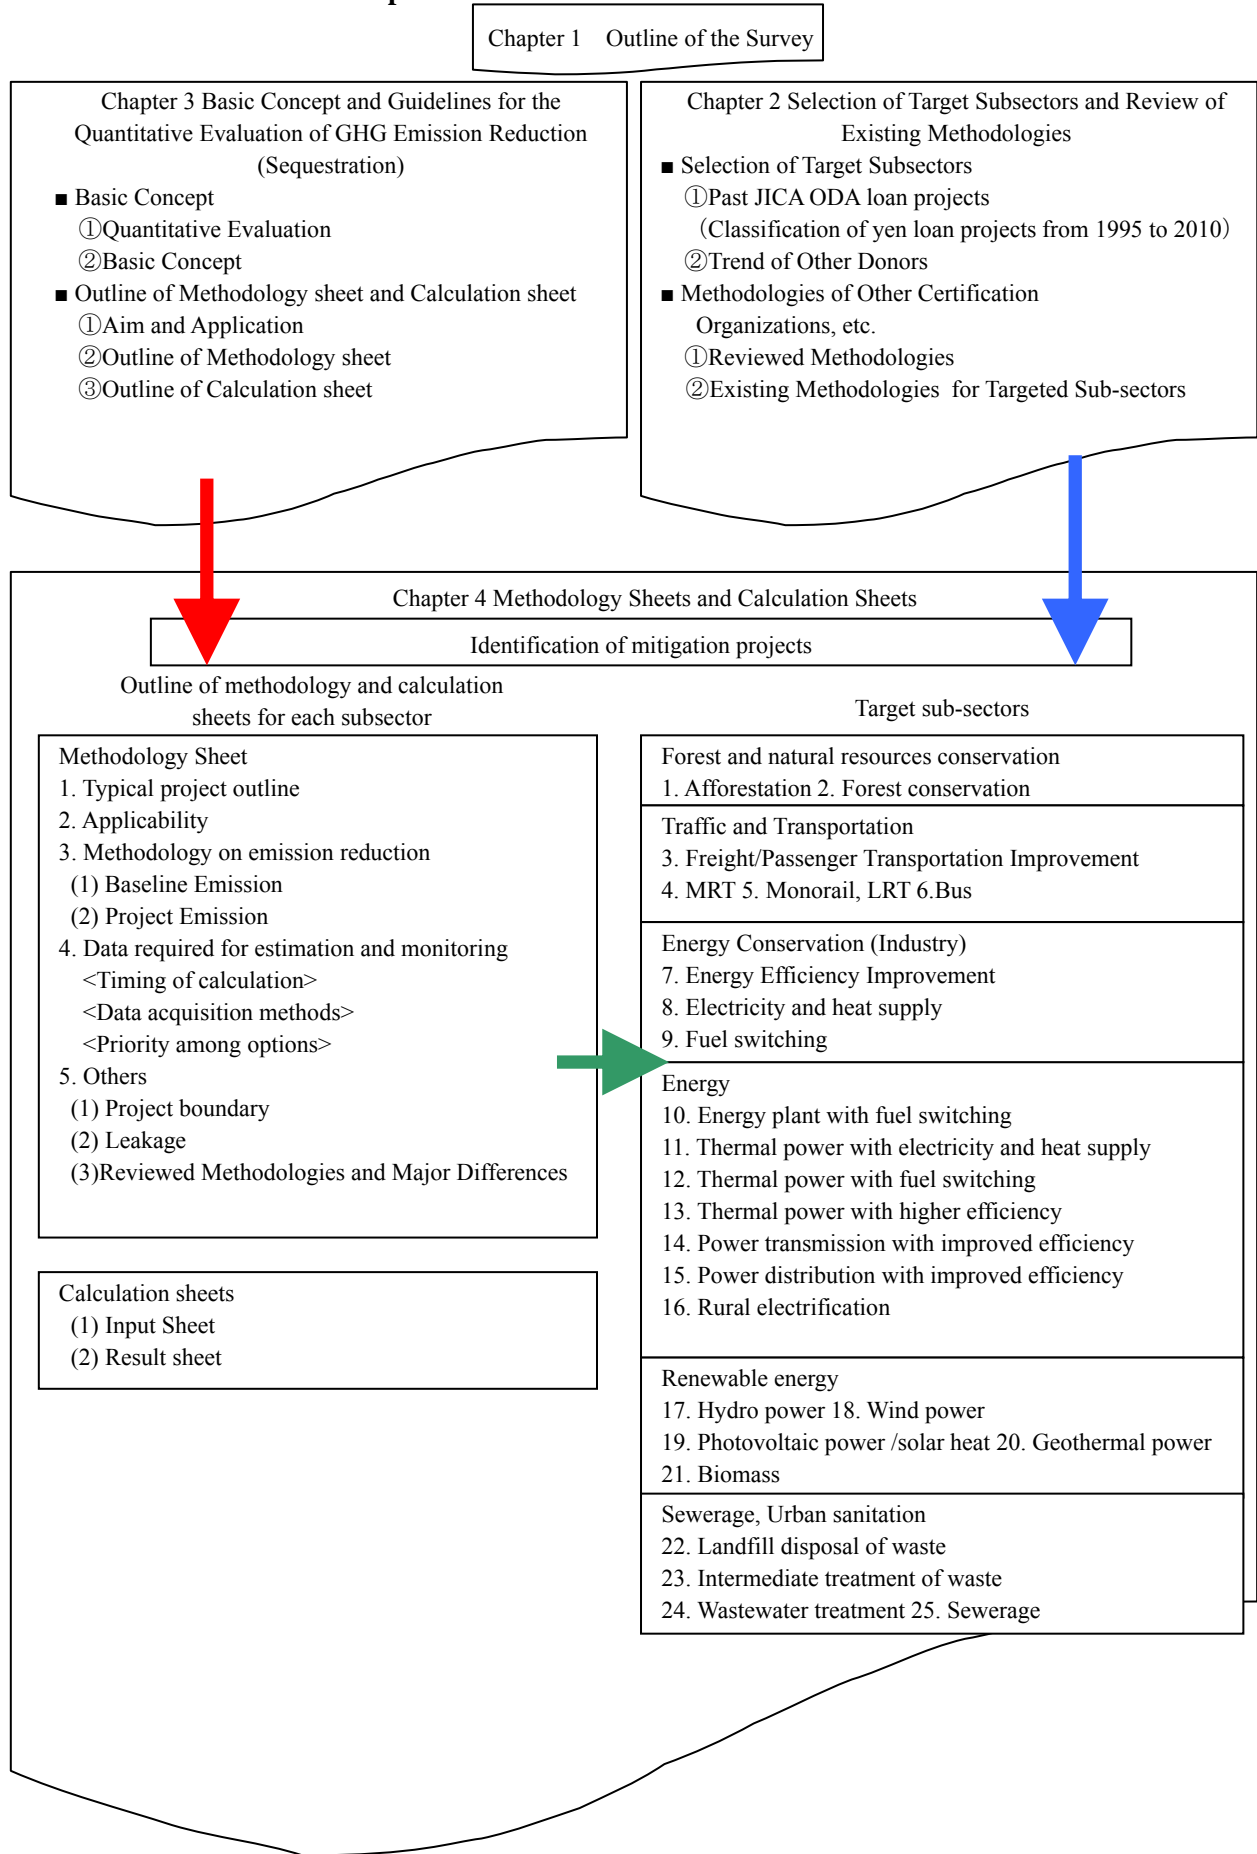 Chapter 1 Outline of the Survey
Chapter 3 Basic Concept and Guidelines for the
Quantitative Evaluation of GHG Emission Reduction
(Sequestration)
■ Basic Concept
①Quantitative Evaluation
②Basic Concept
■ Outline of Methodology sheet and Calculation sheet
①Aim and Application
②Outline of Methodology sheet
③Outline of Calculation sheet
Chapter 2 Selection of Target Subsectors and Review of
Existing Methodologies
■ Selection of Target Subsectors
①Past JICA ODA loan projects
（Classification of yen loan projects from 1995 to 2010）
②Trend of Other Donors
■ Methodologies of Other Certification
Organizations, etc.
①Reviewed Methodologies
②Existing Methodologies for Targeted Sub-sectors
Chapter 4 Methodology Sheets and Calculation Sheets
Identification of mitigation projects
Outline of methodology and calculation
sheets for each subsector
Methodology Sheet
1. Typical project outline
2. Applicability
3. Methodology on emission reduction
(1) Baseline Emission
(2) Project Emission
4. Data required for estimation and monitoring
<Timing of calculation>
<Data acquisition methods>
<Priority among options>
5. Others
(1) Project boundary
(2) Leakage
(3)Reviewed Methodologies and Major Differences
Calculation sheets
(1) Input Sheet
(2) Result sheet
Target sub-sectors
Forest and natural resources conservation
1. Afforestation 2. Forest conservation
Traffic and Transportation
3. Freight/Passenger Transportation Improvement
4. MRT 5. Monorail, LRT 6.Bus
Energy Conservation (Industry)
7. Energy Efficiency Improvement
8. Electricity and heat supply
9. Fuel switching
Energy
10. Energy plant with fuel switching
11. Thermal power with electricity and heat supply
12. Thermal power with fuel switching
13. Thermal power with higher efficiency
14. Power transmission with improved efficiency
15. Power distribution with improved efficiency
16. Rural electrification
Renewable energy
17. Hydro power 18. Wind power
19. Photovoltaic power /solar heat 20. Geothermal power
21. Biomass
Sewerage, Urban sanitation
22. Landfill disposal of waste
23. Intermediate treatment of waste
24. Wastewater treatment 25. Sewerage